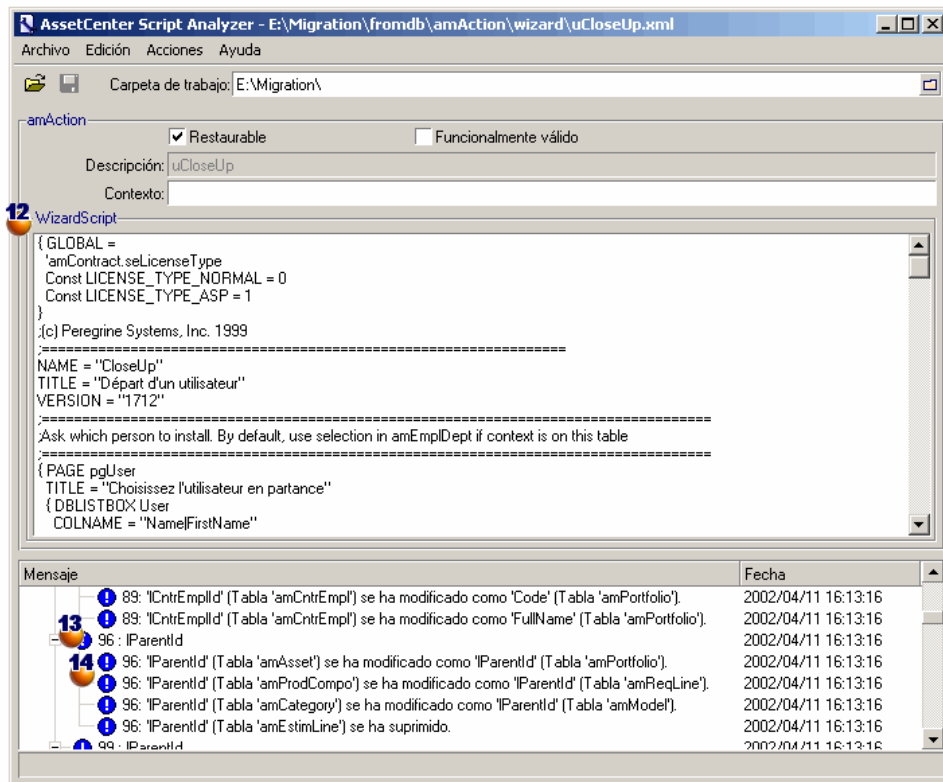 AssetCenter Script Analyzer - E:\Migration\fromdb\amAction\wizard\uCloseUp.xml
Archivo Edición Acciones Ayuda
Carpeta de trabajo: E:\Migration\
amAction
Restaurable Funcionalmente válido
Descripción: uCloseUp
Contexto:
12 WizardScript
{ GLOBAL =
'amContract.seLicenseType
Const LICENSE_TYPE_NORMAL = 0
Const LICENSE_TYPE_ASP = 1
}
;(c) Peregrine Systems, Inc. 1999
;=================================================================
NAME = "CloseUp"
TITLE = "Départ d'un utilisateur"
VERSION = "1712"
;===================================================================================
;Ask which person to install. By default, use selection in amEmplDept if context is on this table
;===================================================================================
{ PAGE pgUser
TITLE = "Choisissez l'utilisateur en partance"
{ DBLISTBOX User
COLNAME = "Name|FirstName"
Mensaje Fecha
89: 'lCntrEmplId' (Tabla 'amCntrEmpl') se ha modificado como 'Code' (Tabla 'amPortfolio'). 2002/04/11 16:13:16
89: 'lCntrEmplId' (Tabla 'amCntrEmpl') se ha modificado como 'FullName' (Tabla 'amPortfolio'). 2002/04/11 16:13:16
13 96 : lParentId 2002/04/11 16:13:16
14 96: 'lParentId' (Tabla 'amAsset') se ha modificado como 'lParentId' (Tabla 'amPortfolio'). 2002/04/11 16:13:16
96: 'lParentId' (Tabla 'amProdCompo') se ha modificado como 'lParentId' (Tabla 'amReqLine'). 2002/04/11 16:13:16
96: 'lParentId' (Tabla 'amCategory') se ha modificado como 'lParentId' (Tabla 'amModel'). 2002/04/11 16:13:16
96: 'lParentId' (Tabla 'amEstimLine') se ha suprimido. 2002/04/11 16:13:16
99 : lParentId 2002/04/11 16:13:16